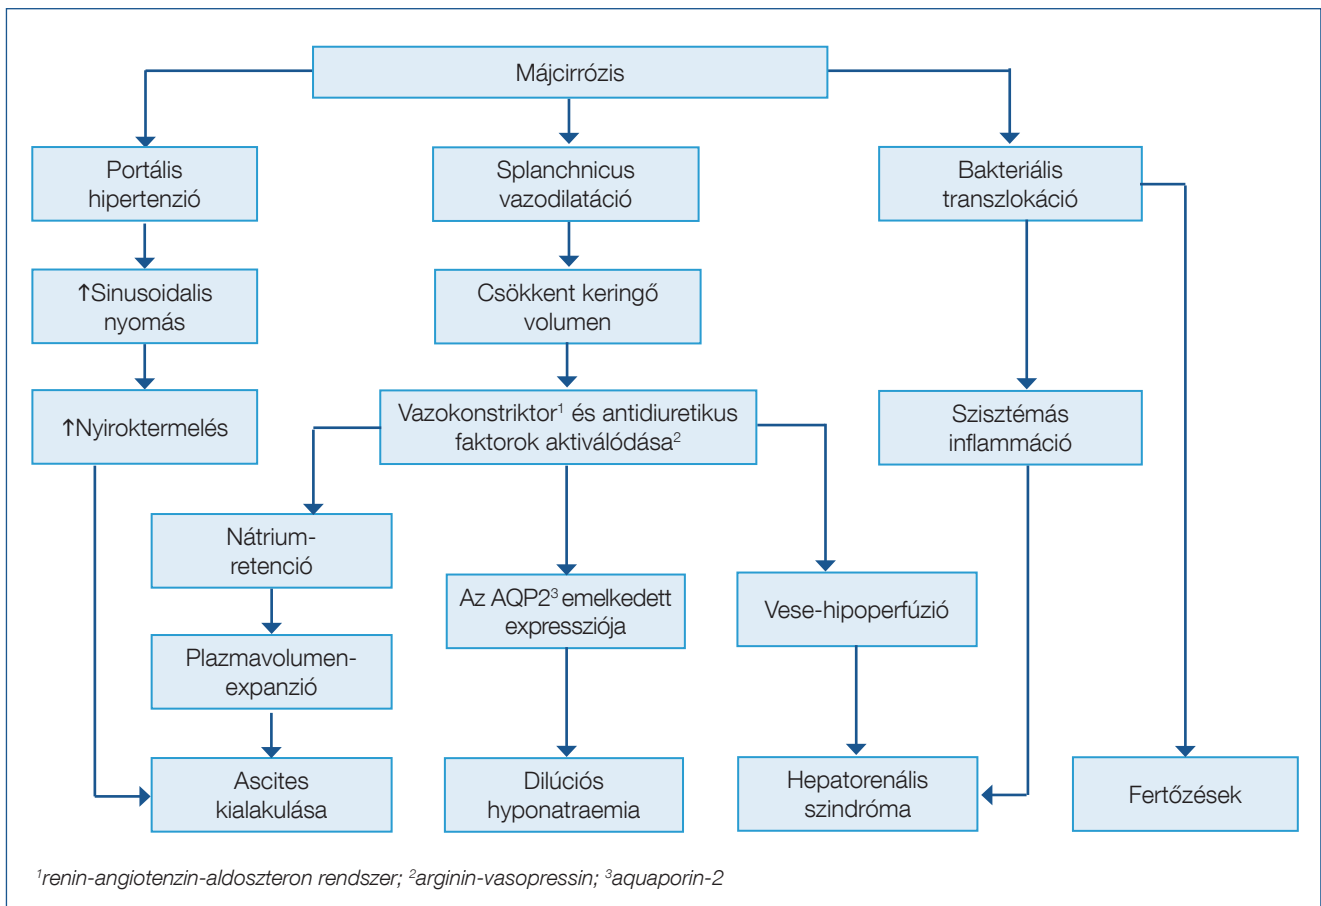 Májcirrózis
Portális
hipertenzió
Splanchnicus
vazodilatáció
Bakteriális
transzlokáció
↑Sinusoidalis
nyomás
Csökkent keringő
volumen
↑Nyiroktermelés
Vazokonstriktor¹ és antidiuretikus
faktorok aktiválódása²
Szisztémás
inflammáció
Nátrium-
retenció
Az AQP2³ emelkedett
expressziója
Vese-hipoperfúzió
Plazmavolumen-
expanzió
Ascites
kialakulása
Dilúciós
hyponatraemia
Hepatorenális
szindróma
Fertőzések
¹renin-angiotenzin-aldoszteron rendszer; ²arginin-vasopressin; ³aquaporin-2